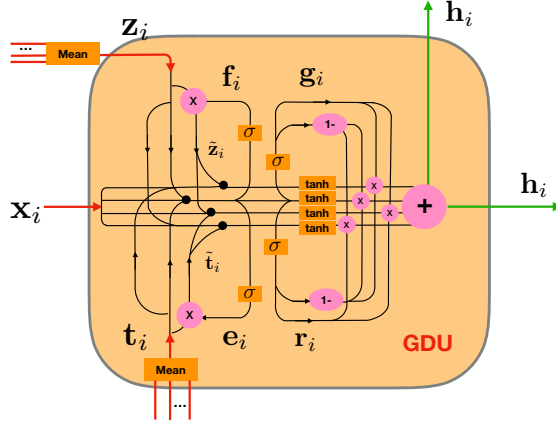 h_i
...
Mean
z_i
f_i
g_i
X
1-
σ
z̃_i
σ
tanh
x
tanh
x
x_i
tanh
x
+
h_i
tanh
x
σ
t̃_i
σ
1-
X
t_i
e_i
r_i
GDU
Mean
...